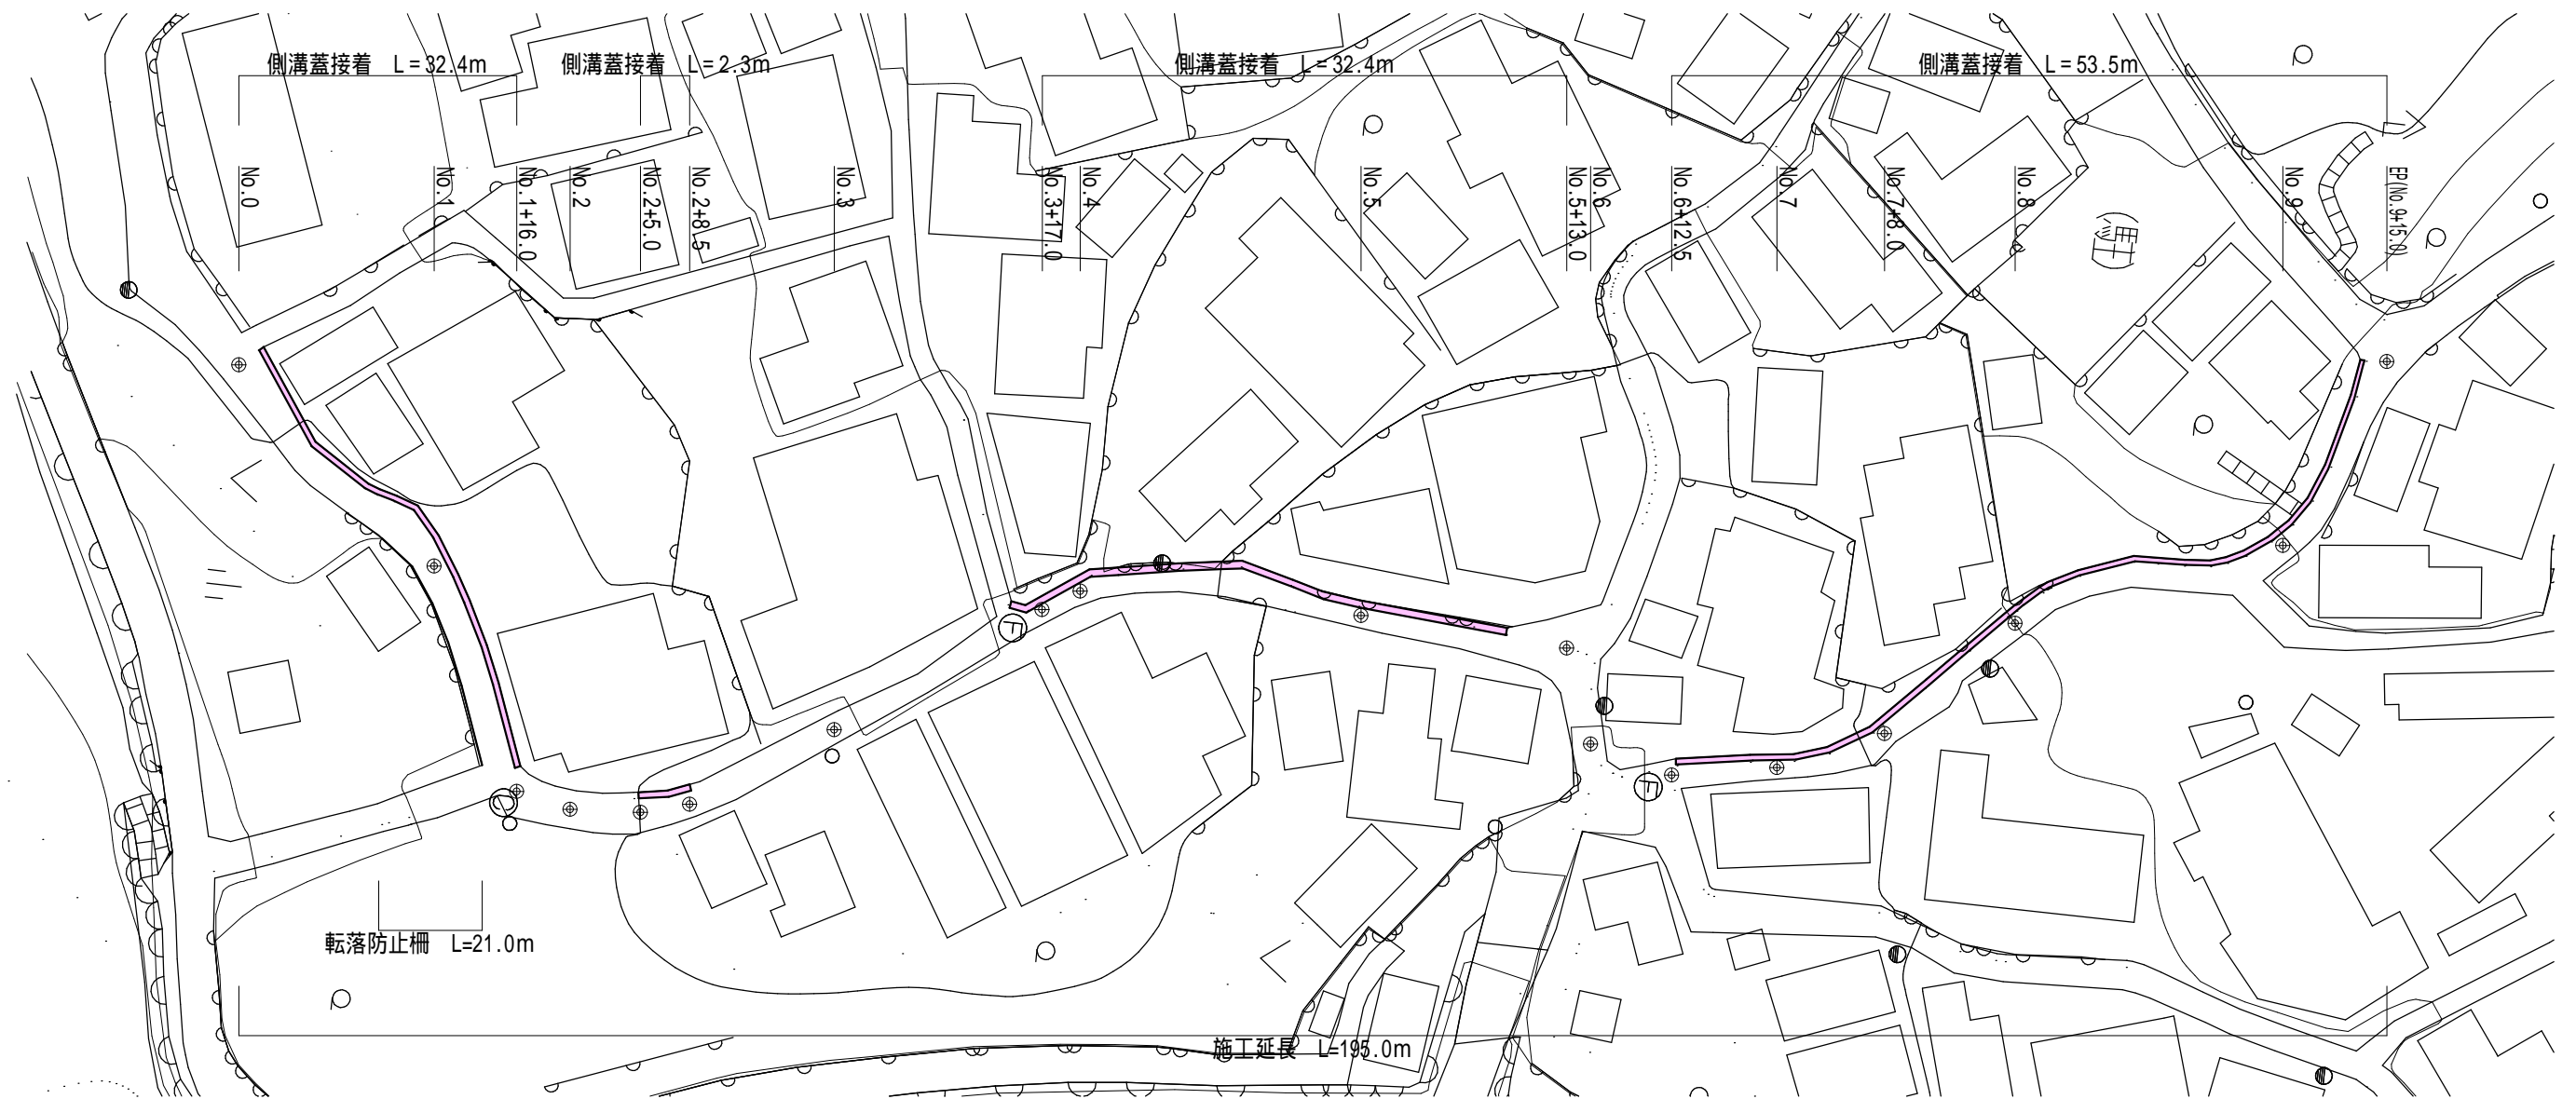 側溝蓋接着　L=32.4m
側溝蓋接着　L=2.3m
側溝蓋接着　L=32.4m
側溝蓋接着　L=53.5m
No.0
No.1
No.1+16.0
No.2
No.2+5.0
No.2+8.5
No.3
No.3+17.0
No.4
No.5
No.5+13.0
No.6
No.6+12.5
No.7
No.7+8.0
No.8
No.9
EP(No.9+15.0)
転落防止柵　L=21.0m
施工延長　L=195.0m